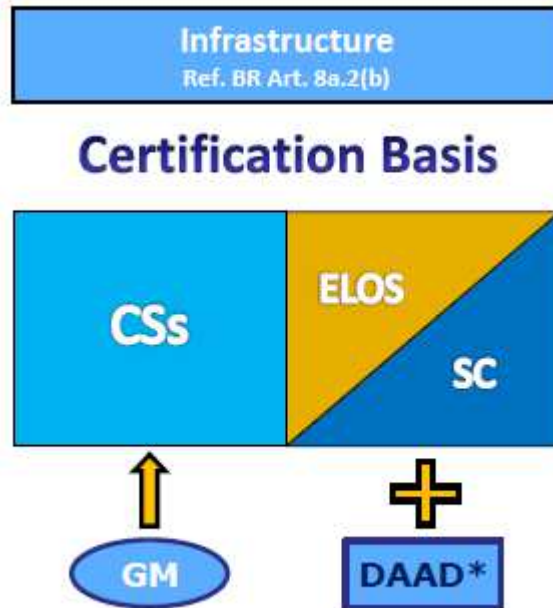 Infrastructure
Ref. BR Art. 8a.2(b)
Certification Basis
CSs
ELOS
SC
GM
DAAD*